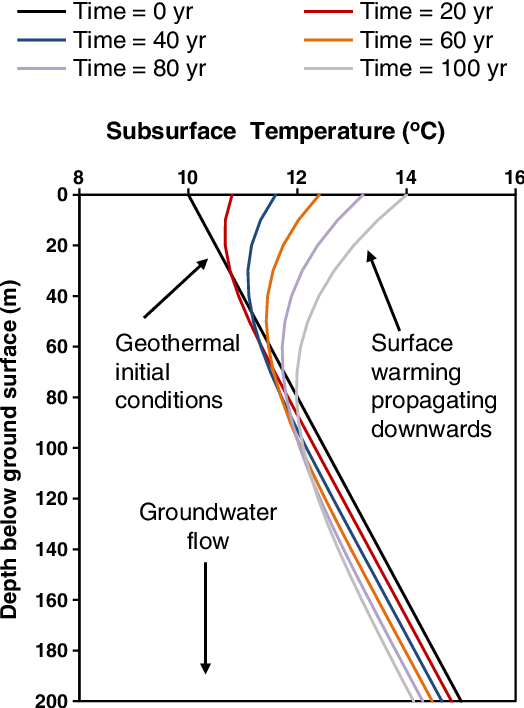 Time = 0 yr
Time = 20 yr
Time = 40 yr
Time = 60 yr
Time = 80 yr
Time = 100 yr
Subsurface Temperature (ºC)
8
10
12
14
16
0
20
40
60
80
100
120
140
160
180
200
Depth below ground surface (m)
Geothermal
initial
conditions
Surface
warming
propagating
downwards
Groundwater
flow